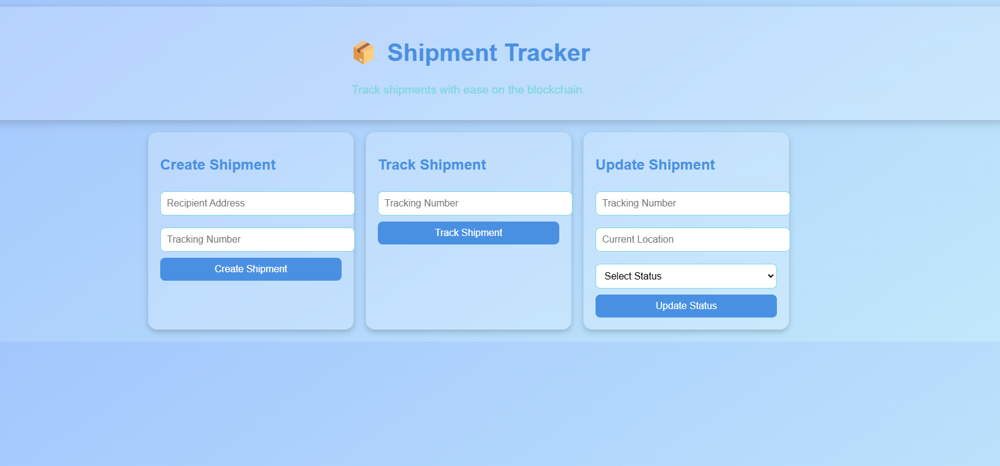 📦 Shipment Tracker
Track shipments with ease on the blockchain.
Create Shipment
Recipient Address
Tracking Number
Create Shipment
Track Shipment
Tracking Number
Track Shipment
Update Shipment
Tracking Number
Current Location
Select Status
Update Status